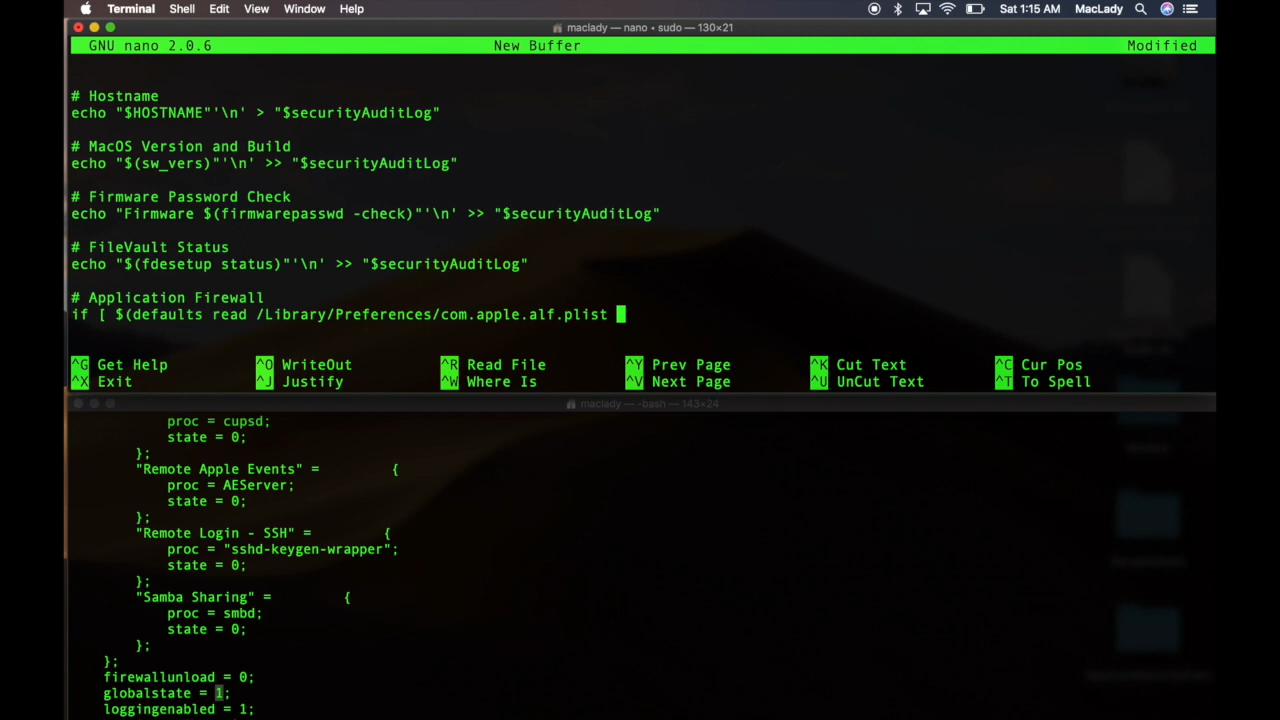 Terminal Shell Edit View Window Help Sat 1:15 AM MacLady
maclady — nano • sudo — 130×21
GNU nano 2.0.6 New Buffer Modified
# Hostname
echo "$HOSTNAME"'\n' > "$securityAuditLog"
# MacOS Version and Build
echo "$(sw_vers)"'\n' >> "$securityAuditLog"
# Firmware Password Check
echo "Firmware $(firmwarepasswd -check)"'\n' >> "$securityAuditLog"
# FileVault Status
echo "$(fdesetup status)"'\n' >> "$securityAuditLog"
# Application Firewall
if [ $(defaults read /Library/Preferences/com.apple.alf.plist
^G Get Help ^O WriteOut ^R Read File ^Y Prev Page ^K Cut Text ^C Cur Pos
^X Exit ^J Justify ^W Where Is ^V Next Page ^U UnCut Text ^T To Spell
maclady — -bash — 143×24
proc = cupsd;
state = 0;
};
"Remote Apple Events" = {
proc = AEServer;
state = 0;
};
"Remote Login - SSH" = {
proc = "sshd-keygen-wrapper";
state = 0;
};
"Samba Sharing" = {
proc = smbd;
state = 0;
};
};
firewallunload = 0;
globalstate = 1;
loggingenabled = 1;